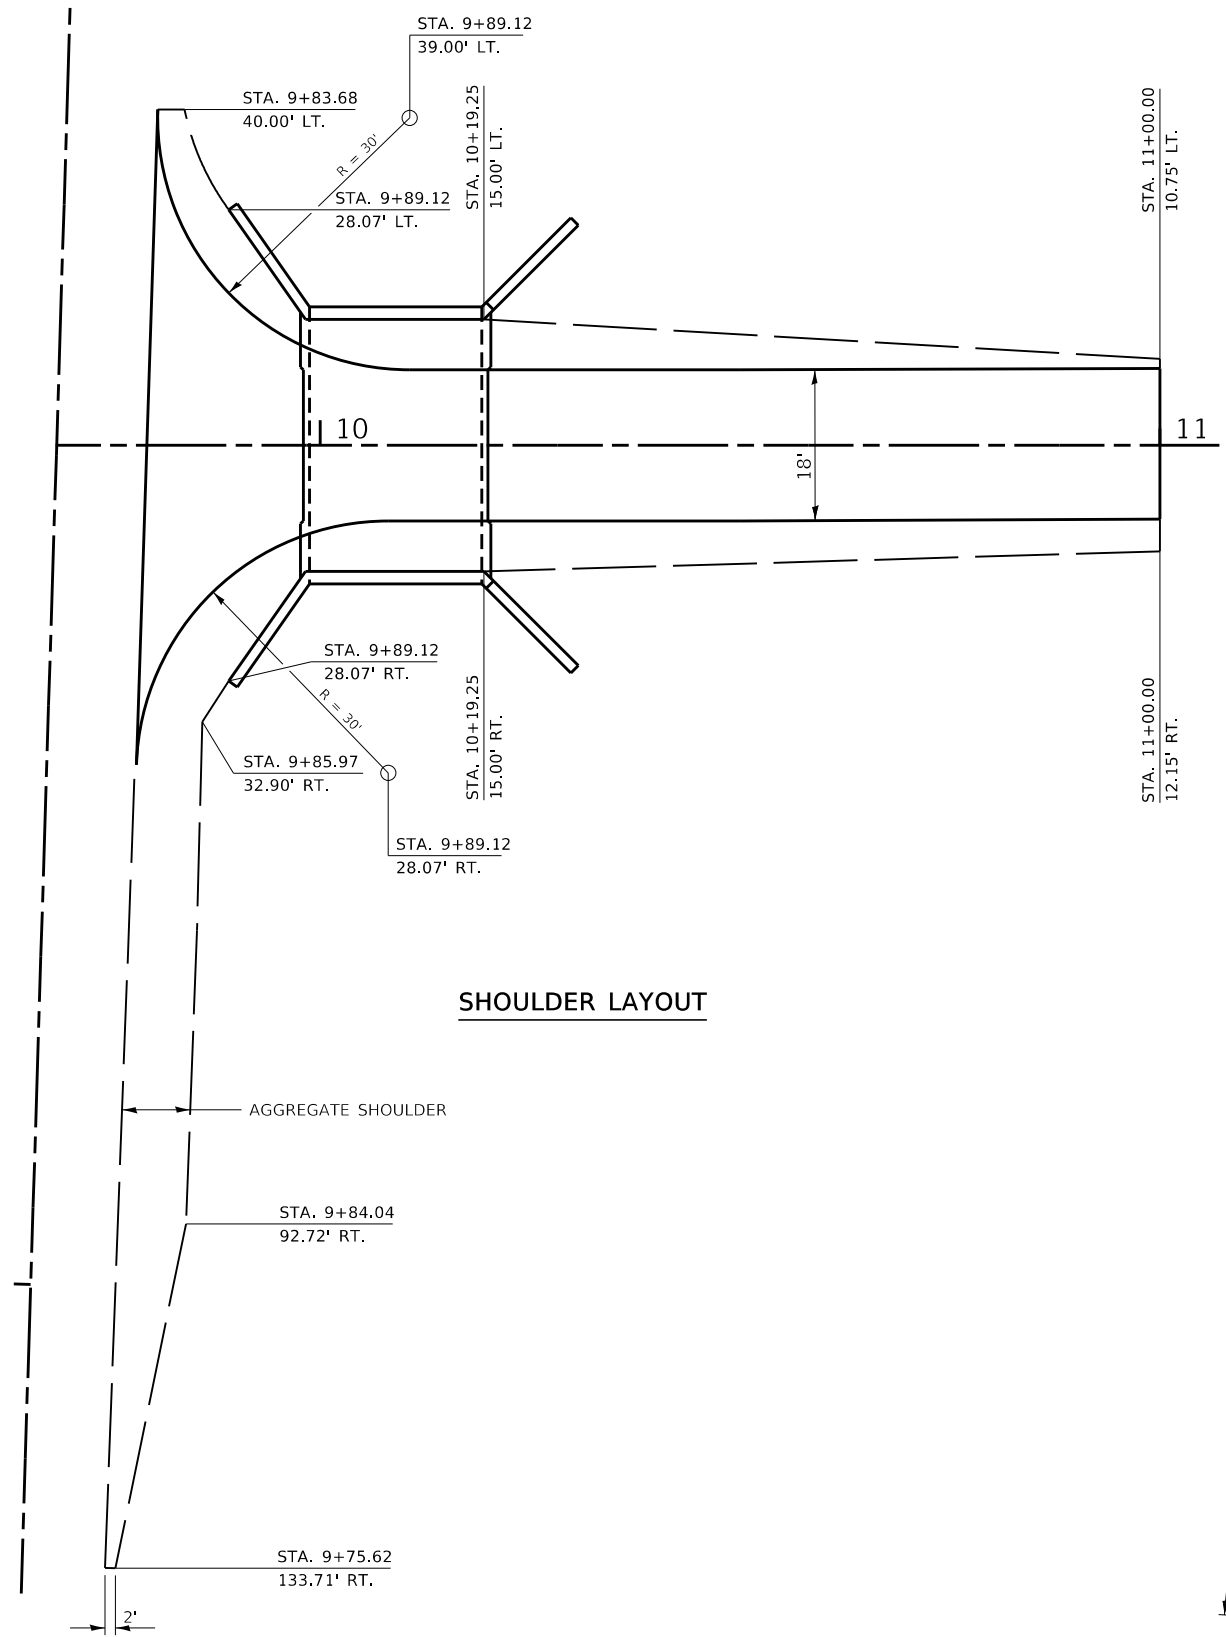 STA. 9+89.12
39.00' LT.
STA. 9+83.68
40.00' LT.
R = 30'
STA. 10+19.25
15.00' LT.
STA. 11+00.00
10.75' LT.
STA. 9+89.12
28.07' LT.
10
11
18'
STA. 9+89.12
28.07' RT.
R = 30'
STA. 10+19.25
15.00' RT.
STA. 11+00.00
12.15' RT.
STA. 9+85.97
32.90' RT.
STA. 9+89.12
28.07' RT.
SHOULDER LAYOUT
AGGREGATE SHOULDER
STA. 9+84.04
92.72' RT.
STA. 9+75.62
133.71' RT.
2'